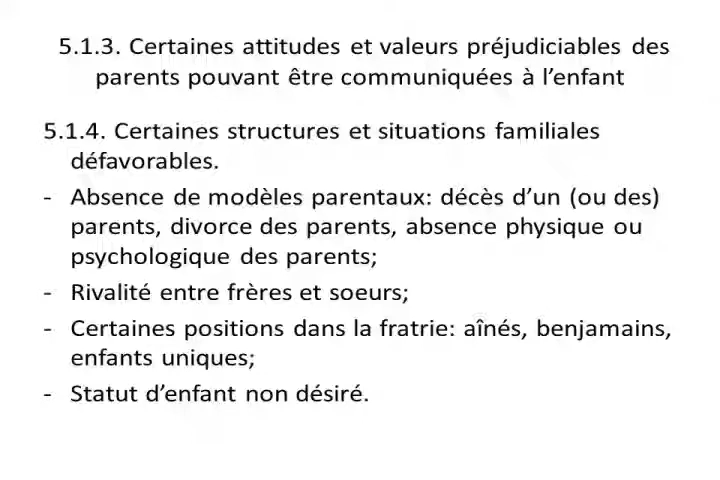 5.1.3. Certaines attitudes et valeurs préjudiciables des
parents pouvant être communiquées à l’enfant
5.1.4. Certaines structures et situations familiales
défavorables.
- Absence de modèles parentaux: décès d’un (ou des)
parents, divorce des parents, absence physique ou
psychologique des parents;
- Rivalité entre frères et soeurs;
- Certaines positions dans la fratrie: aînés, benjamains,
enfants uniques;
- Statut d’enfant non désiré.